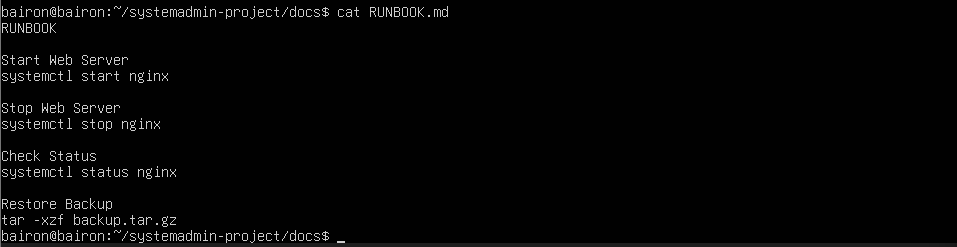 bairon@bairon:~/systemadmin-project/docs$ cat RUNBOOK.md
RUNBOOK
Start Web Server
systemctl start nginx
Stop Web Server
systemctl stop nginx
Check Status
systemctl status nginx
Restore Backup
tar -xzf backup.tar.gz
bairon@bairon:~/systemadmin-project/docs$ _